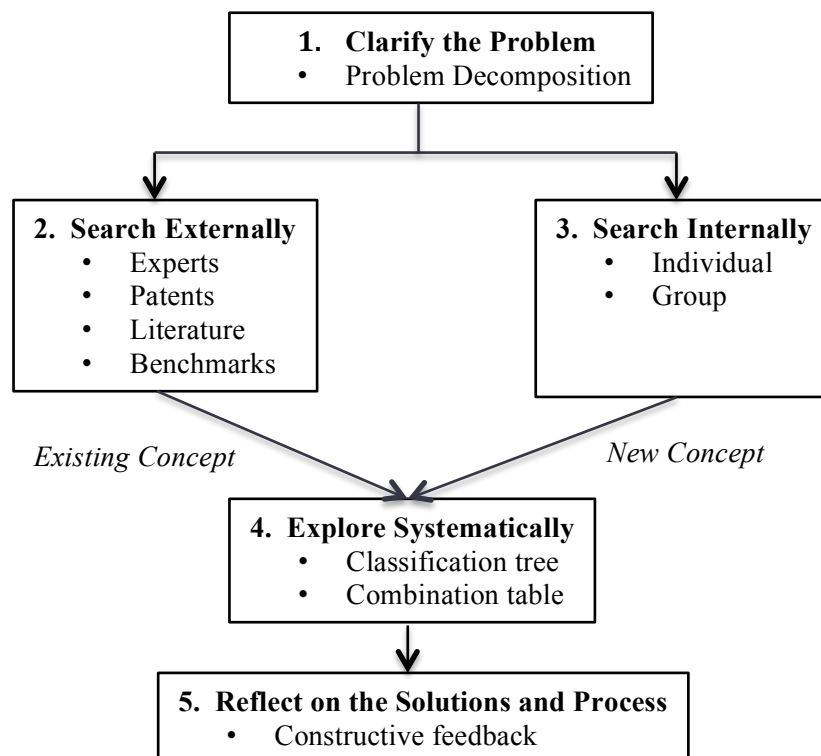 1. Clarify the Problem
• Problem Decomposition
2. Search Externally
• Experts
• Patents
• Literature
• Benchmarks
3. Search Internally
• Individual
• Group
Existing Concept
New Concept
4. Explore Systematically
• Classification tree
• Combination table
5. Reflect on the Solutions and Process
• Constructive feedback